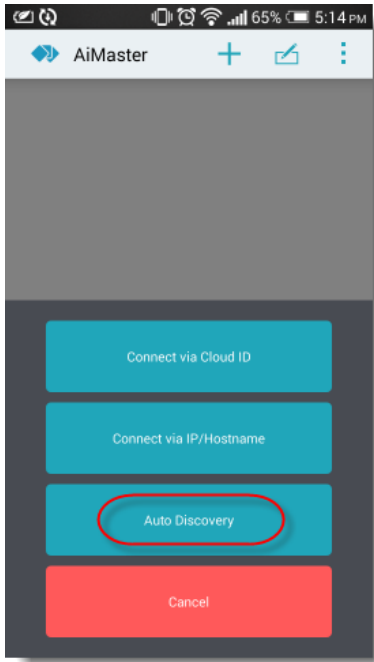 65% 5:14 PM
AiMaster
Connect via Cloud ID
Connect via IP/Hostname
Auto Discovery
Cancel